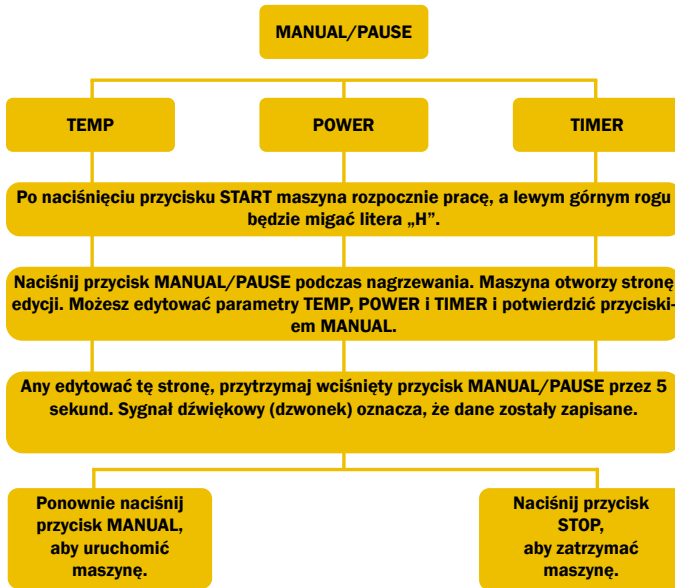 MANUAL/PAUSE
TEMP
POWER
TIMER
Po naciśnięciu przycisku START maszyna rozpocznie pracę, a lewym górnym rogu
będzie migać litera „H”.
Naciśnij przycisk MANUAL/PAUSE podczas nagrzewania. Maszyna otworzy stronę
edycji. Możesz edytować parametry TEMP, POWER i TIMER i potwierdzić przyciski-
em MANUAL.
Any edytować tę stronę, przytrzymaj wciśnięty przycisk MANUAL/PAUSE przez 5
sekund. Sygnał dźwiękowy (dzwonek) oznacza, że dane zostały zapisane.
Ponownie naciśnij
przycisk MANUAL,
aby uruchomić
maszynę.
Naciśnij przycisk
STOP,
aby zatrzymać
maszynę.